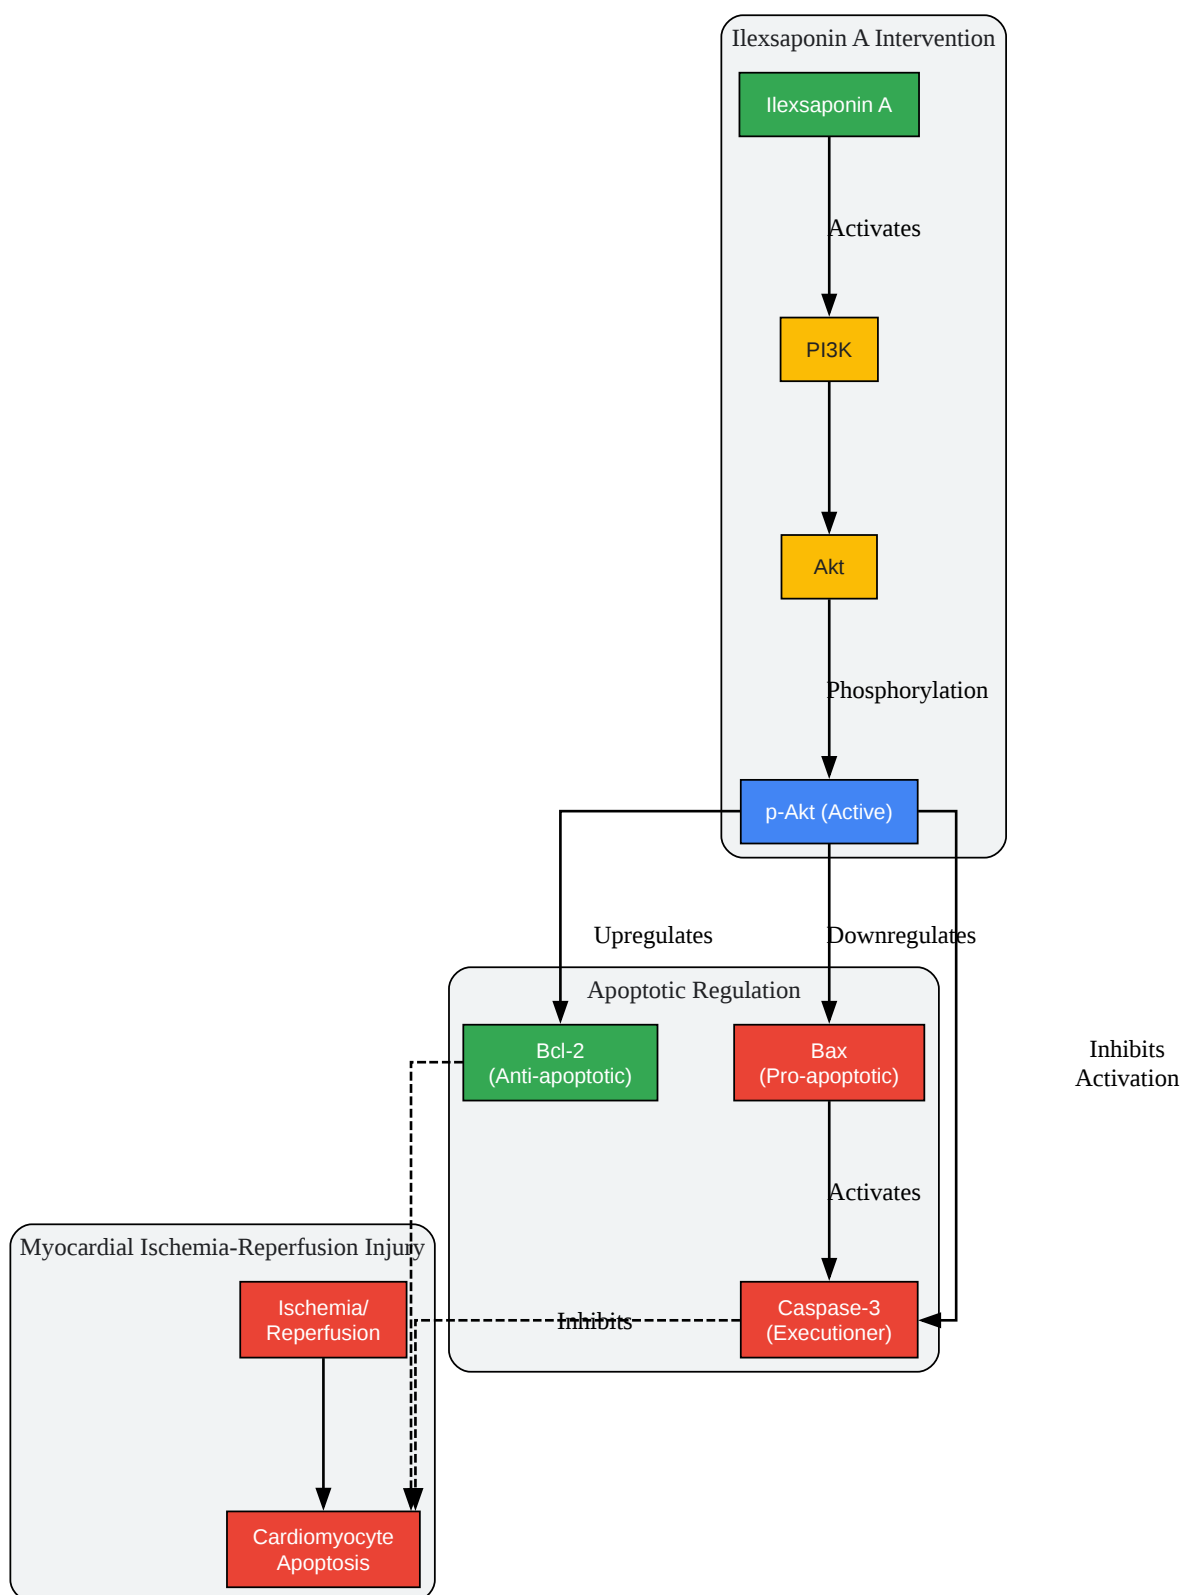 Ilexsaponin A Intervention
Ilexsaponin A
Activates
PI3K
Akt
Phosphorylation
p-Akt (Active)
Upregulates
Downregulates
Apoptotic Regulation
Bcl-2
(Anti-apoptotic)
Bax
(Pro-apoptotic)
Inhibits
Activation
Activates
Myocardial Ischemia-Reperfusion Injury
Ischemia/
Reperfusion
Inhibits
Caspase-3
(Executioner)
Cardiomyocyte
Apoptosis